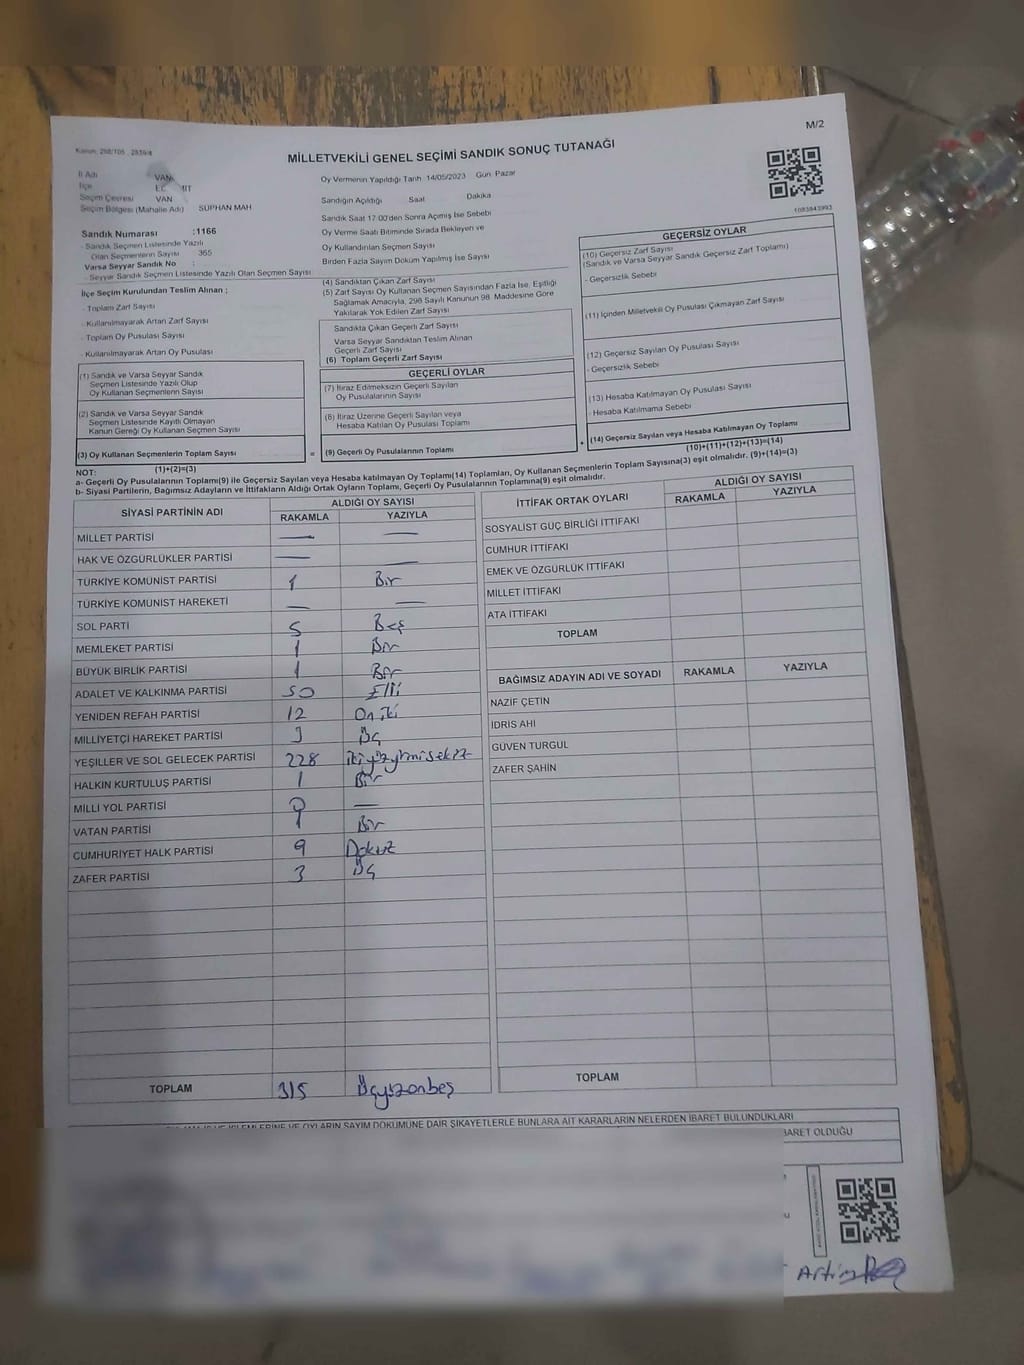 M/2
Kanun: 298/105 , 2839/4
MİLLETVEKİLİ GENEL SEÇİMİ SANDIK SONUÇ TUTANAĞI
İl Adı VAN
İlçe
Seçim Çevresi VAN
Seçim Bölgesi (Mahalle Adı) SÜPHAN MAH
Oy Vermenin Yapıldığı Tarih 14/05/2023 Gün: Pazar
Sandığın Açıldığı Saat Dakika
Sandık Saat 17:00'den Sonra Açılmış İse Sebebi
Oy Verme Saati Bitiminde Sırada Bekleyen ve
Oy Kullandırılan Seçmen Sayısı
Birden Fazla Sayım Döküm Yapılmış İse Sayısı
1093843993
Sandık Numarası :1166
- Sandık Seçmen Listesinde Yazılı
Olan Seçmenlerin Sayısı 365
Varsa Seyyar Sandık No :
- Seyyar Sandık Seçmen Listesinde Yazılı Olan Seçmen Sayısı
İlçe Seçim Kurulundan Teslim Alınan ;
- Toplam Zarf Sayısı
- Kullanılmayarak Artan Zarf Sayısı
- Toplam Oy Pusulası Sayısı
- Kullanılmayarak Artan Oy Pusulası
(1) Sandık ve Varsa Seyyar Sandık
Seçmen Listesinde Yazılı Olup
Oy Kullanan Seçmenlerin Sayısı
(2) Sandık ve Varsa Seyyar Sandık
Seçmen Listesinde Kayıtlı Olmayan
Kanun Gereği Oy Kullanan Seçmen Sayısı
(3) Oy Kullanan Seçmenlerin Toplam Sayısı
(1)+(2)=(3)
(4) Sandıktan Çıkan Zarf Sayısı
(5) Zarf Sayısı Oy Kullanan Seçmen Sayısından Fazla İse, Eşitliği
Sağlamak Amacıyla, 298 Sayılı Kanunun 98. Maddesine Göre
Yakılarak Yok Edilen Zarf Sayısı
Sandıkta Çıkan Geçerli Zarf Sayısı
Varsa Seyyar Sandıktan Teslim Alınan
Geçerli Zarf Sayısı
(6) Toplam Geçerli Zarf Sayısı
GEÇERLİ OYLAR
(7) İtiraz Edilmeksizin Geçerli Sayılan
Oy Pusulalarının Sayısı
(8) İtiraz Üzerine Geçerli Sayılan veya
Hesaba Katılan Oy Pusulası Toplamı
= (9) Geçerli Oy Pusulalarının Toplamı
GEÇERSİZ OYLAR
(10) Geçersiz Zarf Sayısı
(Sandık ve Varsa Seyyar Sandık Geçersiz Zarf Toplamı)
- Geçersizlik Sebebi
(11) İçinden Milletvekili Oy Pusulası Çıkmayan Zarf Sayısı
(12) Geçersiz Sayılan Oy Pusulası Sayısı
- Geçersizlik Sebebi
(13) Hesaba Katılmayan Oy Pusulası Sayısı
- Hesaba Katılmama Sebebi
+ (14) Geçersiz Sayılan veya Hesaba Katılmayan Oy Toplamı
(10)+(11)+(12)+(13)=(14)
NOT:
a- Geçerli Oy Pusulasının Toplamı(9) ile Geçersiz Sayılan veya Hesaba katılmayan Oy Toplamı(14) Toplamları, Oy Kullanan Seçmenlerin Toplam Sayısına(3) eşit olmalıdır. (9)+(14)=(3)
b- Siyasi Partilerin, Bağımsız Adayların ve İttifakların Aldığı Ortak Oyların Toplamı, Geçerli Oy Pusulalarının Toplamına(9) eşit olmalıdır.
SİYASİ PARTİNİN ADI ALDIĞI OY SAYISI
RAKAMLA YAZIYLA
MİLLET PARTİSİ — —
HAK VE ÖZGÜRLÜKLER PARTİSİ — —
TÜRKİYE KOMÜNİST PARTİSİ 1 Bir
TÜRKİYE KOMÜNİST HAREKETİ — —
SOL PARTİ 5 Beş
MEMLEKET PARTİSİ 1 Bir
BÜYÜK BİRLİK PARTİSİ 1 Bir
ADALET VE KALKINMA PARTİSİ 50 Elli
YENİDEN REFAH PARTİSİ 12 On iki
MİLLİYETÇİ HAREKET PARTİSİ 3 Üç
YEŞİLLER VE SOL GELECEK PARTİSİ 228 ikiyüzyirmisekiz
HALKIN KURTULUŞ PARTİSİ 1 Bir
MİLLİ YOL PARTİSİ 0 —
VATAN PARTİSİ 1 Bir
CUMHURİYET HALK PARTİSİ 9 Dokuz
ZAFER PARTİSİ 3 Üç
TOPLAM 315 Üçyüzonbeş
İTTİFAK ORTAK OYLARI ALDIĞI OY SAYISI
RAKAMLA YAZIYLA
SOSYALİST GÜÇ BİRLİĞİ İTTİFAKI
CUMHUR İTTİFAKI
EMEK VE ÖZGÜRLÜK İTTİFAKI
MİLLET İTTİFAKI
ATA İTTİFAKI
TOPLAM
BAĞIMSIZ ADAYIN ADI VE SOYADI RAKAMLA YAZIYLA
NAZİF ÇETİN
İDRİS AHİ
GÜVEN TURGUL
ZAFER ŞAHİN
TOPLAM
OYLARIN SAYIM DÖKÜMÜNE DAİR ŞİKAYETLERLE BUNLARA AİT KARARLARIN NELERDEN İBARET BULUNDUKLARI
İBARET OLDUĞU